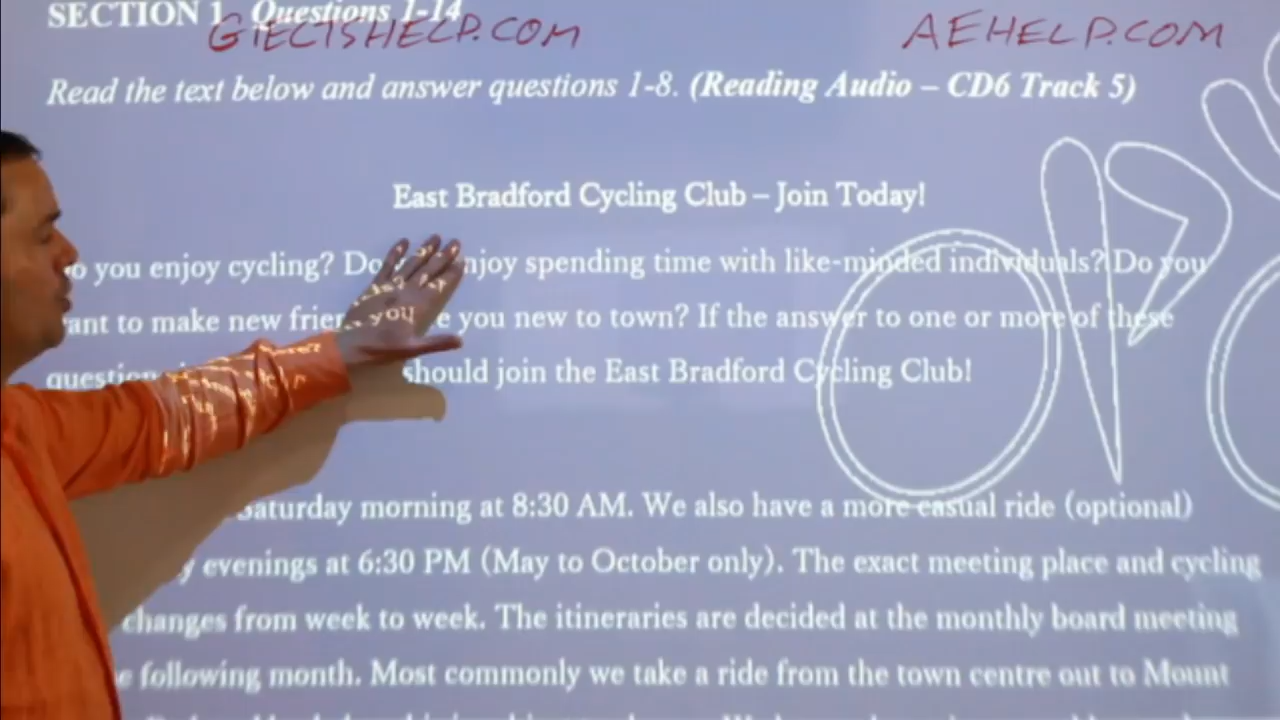 SECTION 1 Questions 1-14
GIELTSHELP.COM AEHELP.COM
Read the text below and answer questions 1-8. (Reading Audio – CD6 Track 5)
East Bradford Cycling Club – Join Today!
o you enjoy cycling? Do njoy spending time with like-minded individuals? Do you
ant to make new frien you e you new to town? If the answer to one or more of these
question should join the East Bradford Cycling Club!
Saturday morning at 8:30 AM. We also have a more casual ride (optional)
y evenings at 6:30 PM (May to October only). The exact meeting place and cycling
changes from week to week. The itineraries are decided at the monthly board meeting
e following month. Most commonly we take a ride from the town centre out to Mount